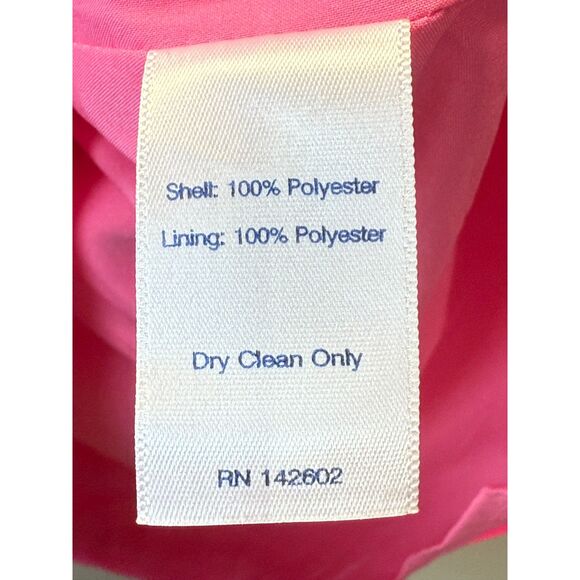 Shell: 100% Polyester
Lining: 100% Polyester
Dry Clean Only
RN 142602